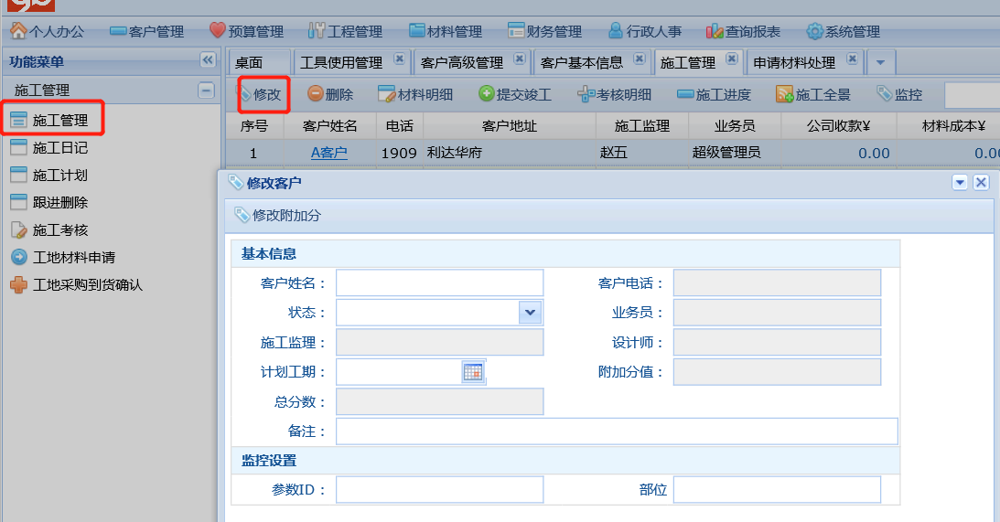 个人办公 客户管理 预算管理 工程管理 材料管理 财务管理 行政人事 查询报表 系统管理
功能菜单
施工管理
施工管理
施工日记
施工计划
跟进删除
施工考核
工地材料申请
工地采购到货确认
桌面 工具使用管理 客户高级管理 客户基本信息 施工管理 申请材料处理
修改 删除 材料明细 提交竣工 考核明细 施工进度 施工全景 监控
序号 客户姓名 电话 客户地址 施工监理 业务员 公司收款¥ 材料成本¥
1 A客户 1909 利达华府 赵五 超级管理员 0.00 0.00
修改客户
修改附加分
基本信息
客户姓名： 客户电话：
状态： 业务员：
施工监理： 设计师：
计划工期： 附加分值：
总分数：
备注：
监控设置
参数ID： 部位